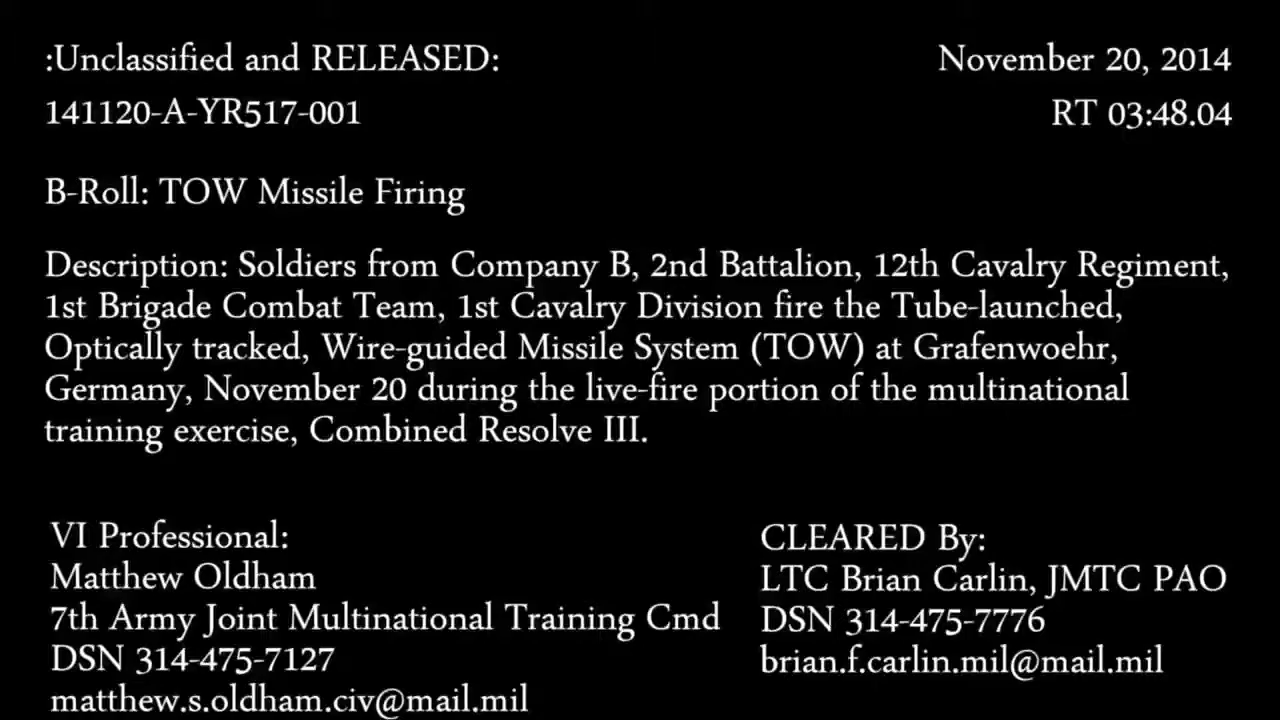 :Unclassified and RELEASED:
November 20, 2014
141120-A-YR517-001
RT 03:48.04
B-Roll: TOW Missile Firing
Description: Soldiers from Company B, 2nd Battalion, 12th Cavalry Regiment,
1st Brigade Combat Team, 1st Cavalry Division fire the Tube-launched,
Optically tracked, Wire-guided Missile System (TOW) at Grafenwoehr,
Germany, November 20 during the live-fire portion of the multinational
training exercise, Combined Resolve III.
VI Professional:
Matthew Oldham
7th Army Joint Multinational Training Cmd
DSN 314-475-7127
matthew.s.oldham.civ@mail.mil
CLEARED By:
LTC Brian Carlin, JMTC PAO
DSN 314-475-7776
brian.f.carlin.mil@mail.mil